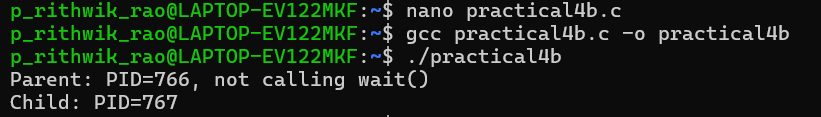 p_rithwik_rao@LAPTOP-EV122MKF:~$ nano practical4b.c
p_rithwik_rao@LAPTOP-EV122MKF:~$ gcc practical4b.c -o practical4b
p_rithwik_rao@LAPTOP-EV122MKF:~$ ./practical4b
Parent: PID=766, not calling wait()
Child: PID=767